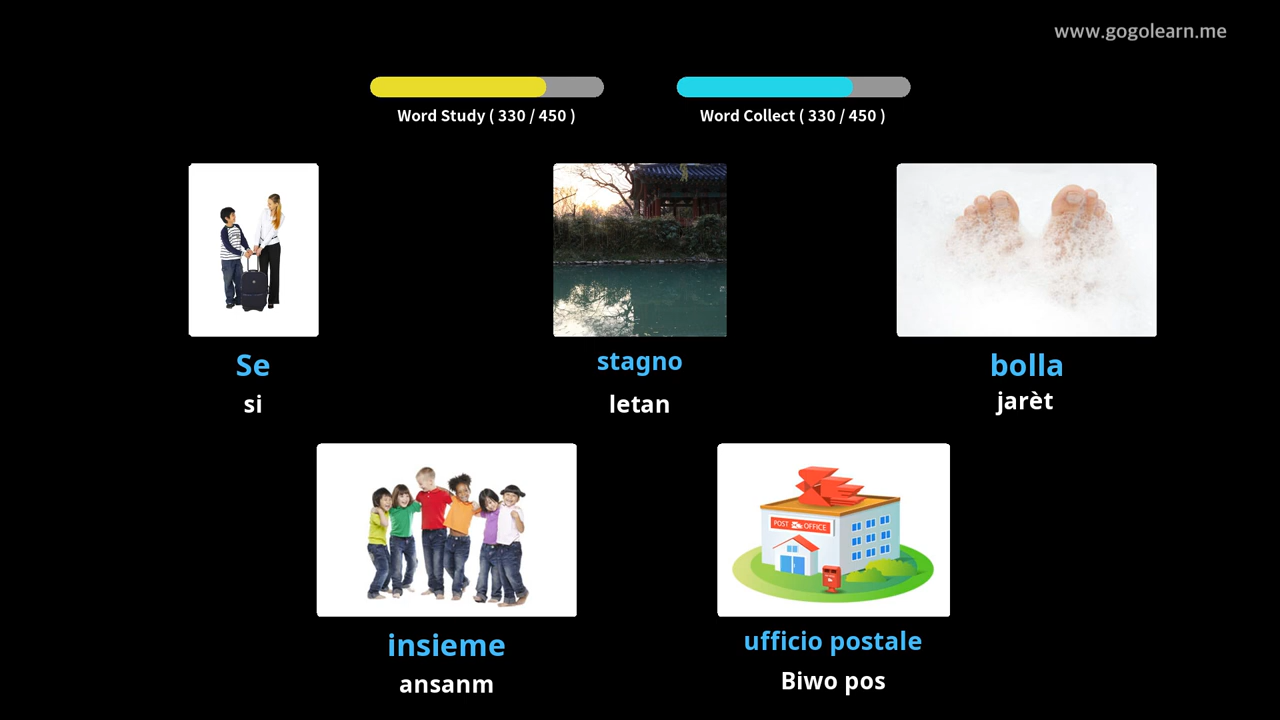 www.gogolearn.me
Word Study ( 330 / 450 )
Word Collect ( 330 / 450 )
Se
si
stagno
letan
bolla
jarèt
POST OFFICE
insieme
ansanm
ufficio postale
Biwo pos